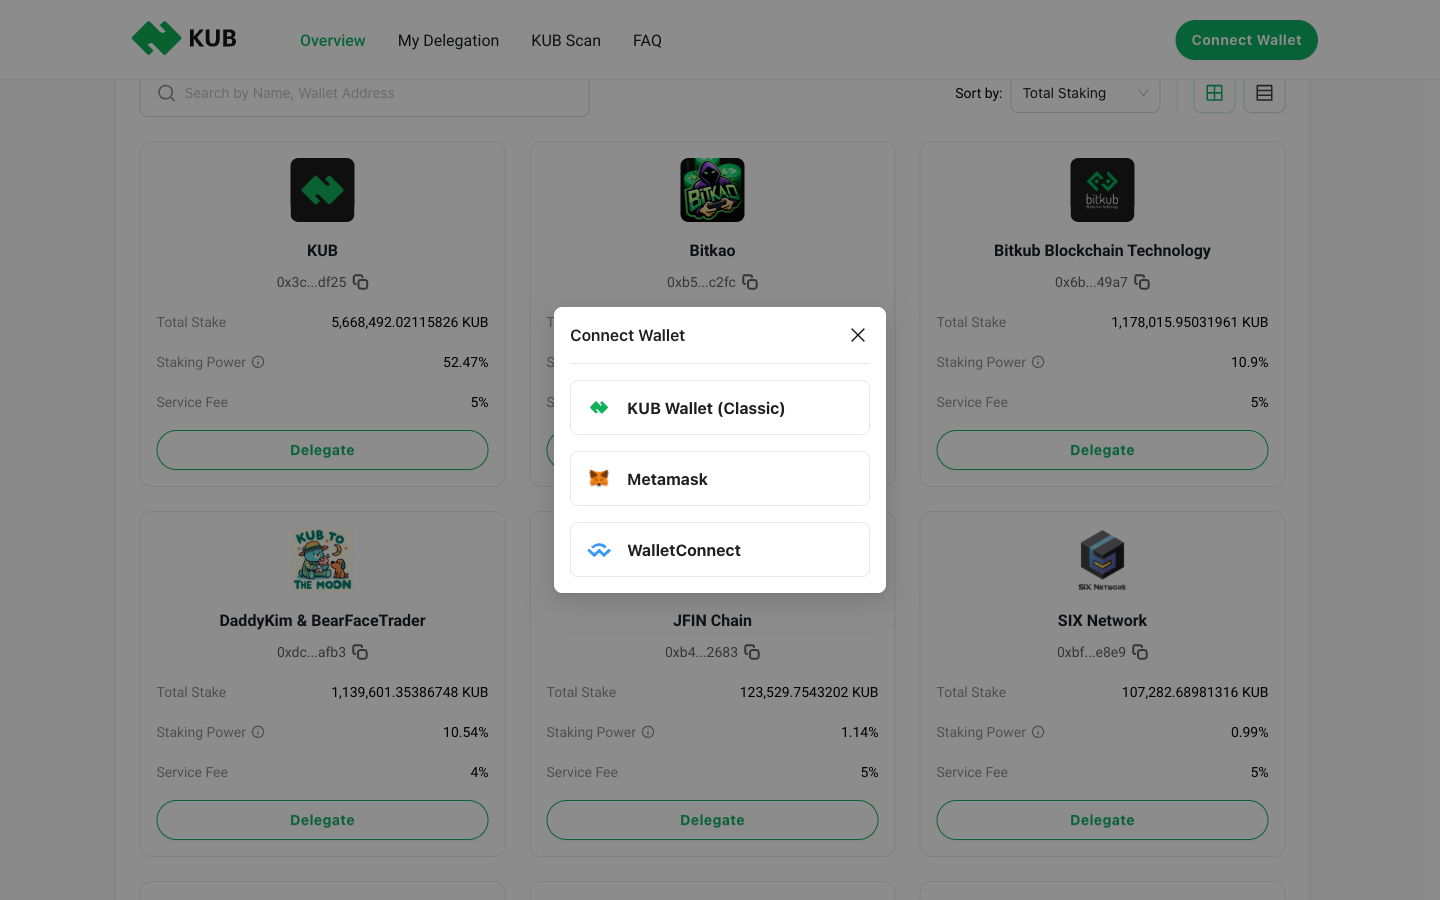 KUB
Overview
My Delegation
KUB Scan
FAQ
Connect Wallet
Search by Name, Wallet Address
Sort by:
Total Staking
KUB
0x3c...df25
Total Stake
5,668,492.02115826 KUB
Staking Power
52.47%
Service Fee
5%
Delegate
BITKAO
Bitkao
0xb5...c2fc
bitkub
Bitkub Blockchain Technology
0x6b...49a7
Total Stake
1,178,015.95031961 KUB
Staking Power
10.9%
Service Fee
5%
Delegate
Connect Wallet
KUB Wallet (Classic)
Metamask
WalletConnect
KUB TO
THE MOON
DaddyKim & BearFaceTrader
0xdc...afb3
Total Stake
1,139,601.35386748 KUB
Staking Power
10.54%
Service Fee
4%
Delegate
JFIN Chain
0xb4...2683
Total Stake
123,529.7543202 KUB
Staking Power
1.14%
Service Fee
5%
Delegate
SIX Network
SIX Network
0xbf...e8e9
Total Stake
107,282.68981316 KUB
Staking Power
0.99%
Service Fee
5%
Delegate